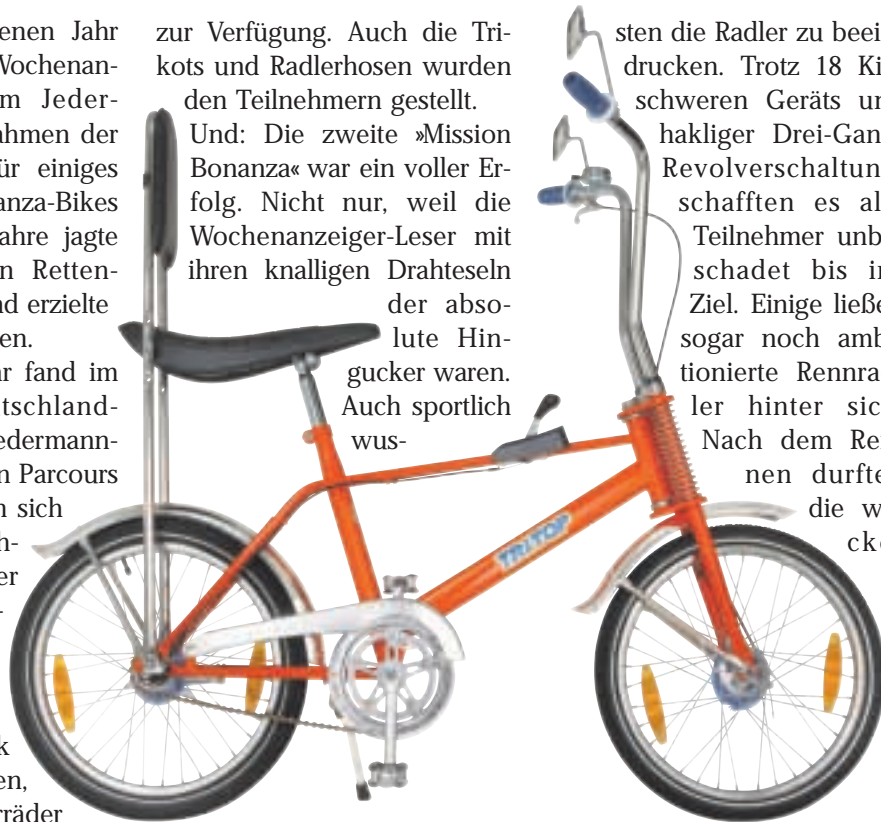 enen Jahr
Wochenan-
m Jeder-
ahmen der
ür einiges
anza-Bikes
ahre jagte
n Retten-
nd erzielte
en.
r fand im
tschland-
edermann-
n Parcours
n sich
h-
er
-
k
en,
rräder
zur Verfügung. Auch die Tri-
kots und Radlerhosen wurden
den Teilnehmern gestellt.
Und: Die zweite »Mission
Bonanza« war ein voller Er-
folg. Nicht nur, weil die
Wochenanzeiger-Leser mit
ihren knalligen Drahteseln
der abso-
lute Hin-
gucker waren.
Auch sportlich
wus-
sten die Radler zu beei
drucken. Trotz 18 Ki
schweren Geräts un
hakliger Drei-Gan
Revolverschaltun
schafften es al
Teilnehmer unb
schadet bis in
Ziel. Einige ließe
sogar noch amb
tionierte Rennra
ler hinter sic
Nach dem Ren
nen durfte
die w
cke
TRiTOP